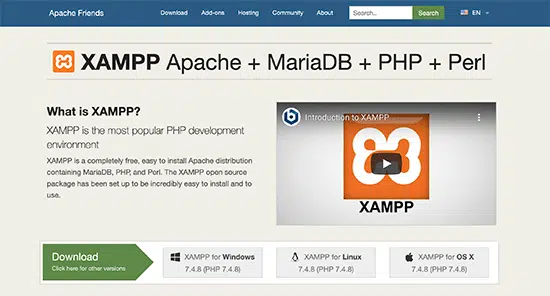 Apache Friends Download Add-ons Hosting Community About Search... Search EN
XAMPP Apache + MariaDB + PHP + Perl
What is XAMPP?
XAMPP is the most popular PHP development
environment
XAMPP is a completely free, easy to install Apache distribution
containing MariaDB, PHP, and Perl. The XAMPP open source
package has been set up to be incredibly easy to install and to
use.
Introduction to XAMPP
XAMPP
Download
Click here for other versions
XAMPP for Windows
7.4.8 (PHP 7.4.8)
XAMPP for Linux
7.4.8 (PHP 7.4.8)
XAMPP for OS X
7.4.8 (PHP 7.4.8)